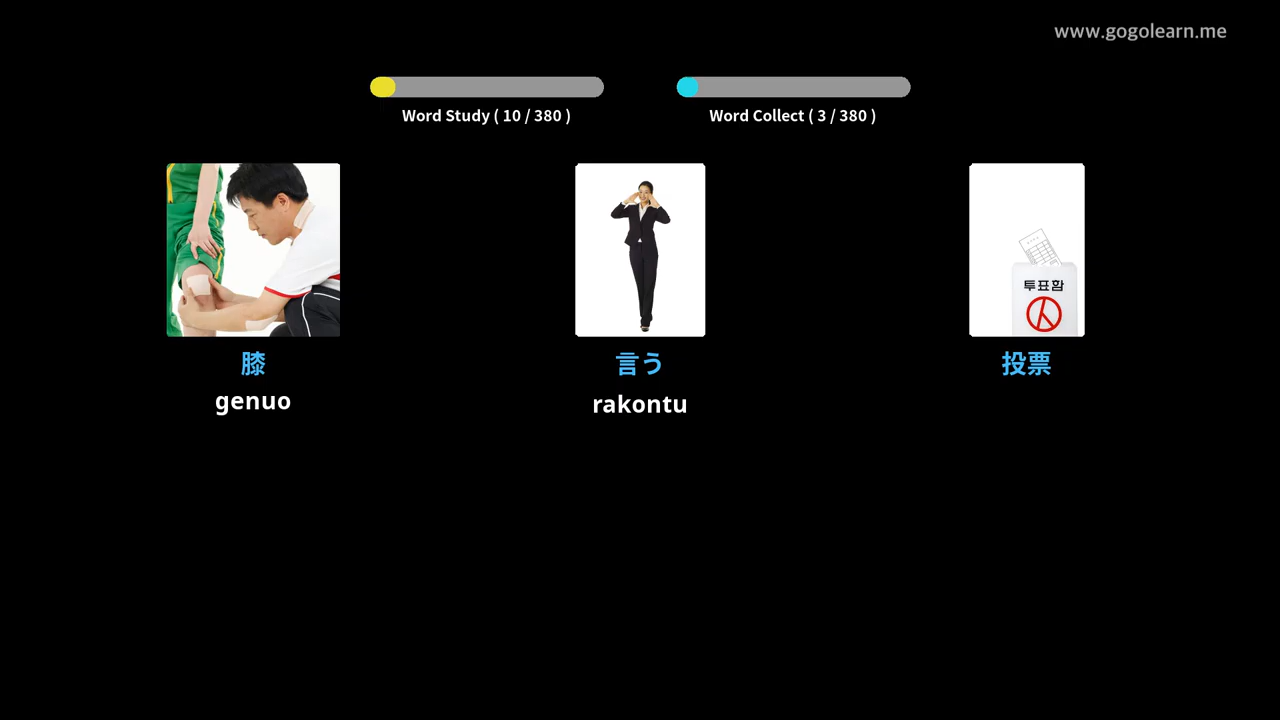 www.gogolearn.me
Word Study ( 10 / 380 )
Word Collect ( 3 / 380 )
투표함
膝
言う
投票
genuo
rakontu